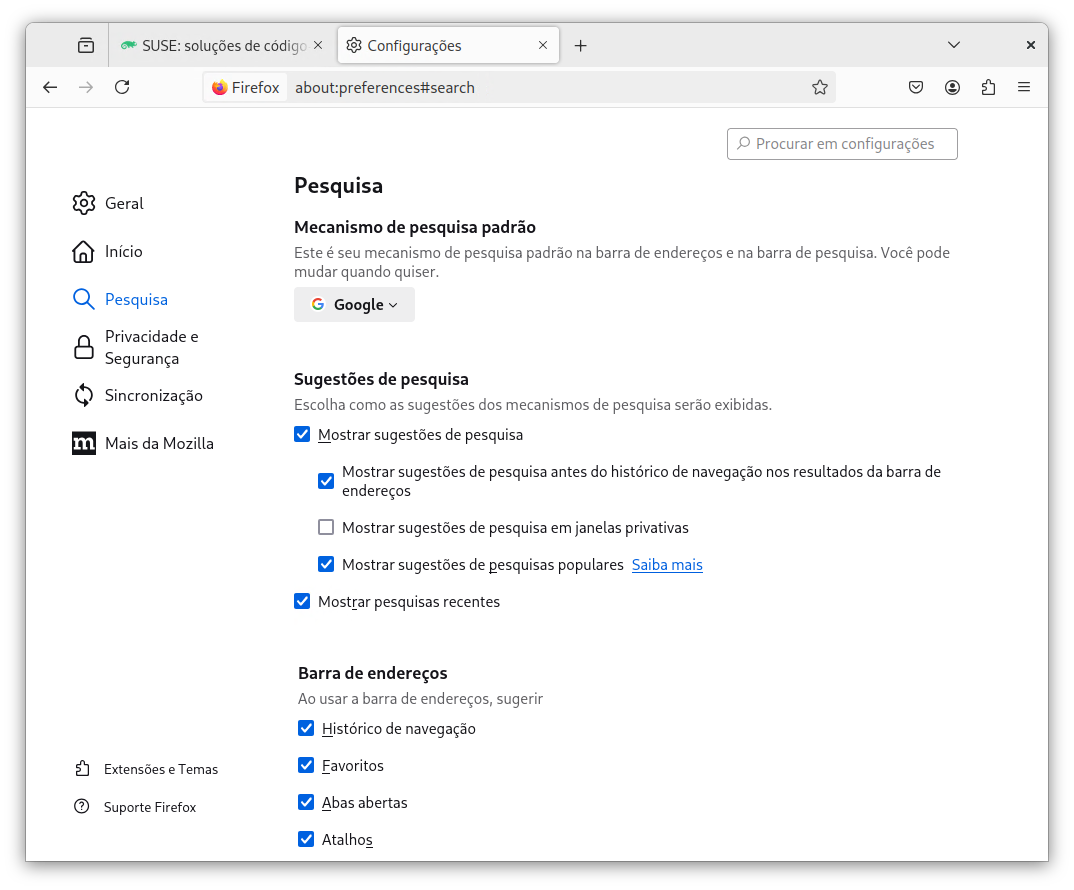 SUSE: soluções de código
Configurações
Firefox
about:preferences#search
Procurar em configurações
Geral
Início
Pesquisa
Privacidade e
Segurança
Sincronização
Mais da Mozilla
Extensões e Temas
Suporte Firefox
Pesquisa
Mecanismo de pesquisa padrão
Este é seu mecanismo de pesquisa padrão na barra de endereços e na barra de pesquisa. Você pode
mudar quando quiser.
Google
Sugestões de pesquisa
Escolha como as sugestões dos mecanismos de pesquisa serão exibidas.
Mostrar sugestões de pesquisa
Mostrar sugestões de pesquisa antes do histórico de navegação nos resultados da barra de
endereços
Mostrar sugestões de pesquisa em janelas privativas
Mostrar sugestões de pesquisas populares Saiba mais
Mostrar pesquisas recentes
Barra de endereços
Ao usar a barra de endereços, sugerir
Histórico de navegação
Favoritos
Abas abertas
Atalhos